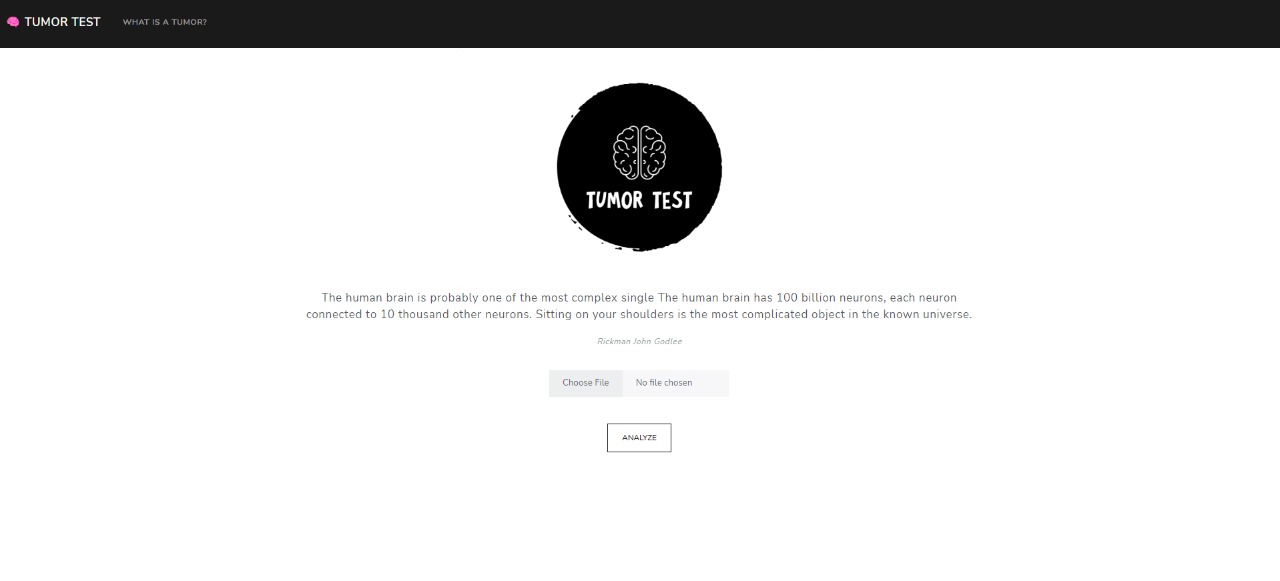 TUMOR TEST
WHAT IS A TUMOR?
TUMOR TEST
The human brain is probably one of the most complex single The human brain has 100 billion neurons, each neuron
connected to 10 thousand other neurons. Sitting on your shoulders is the most complicated object in the known universe.
Rickman John Godlee
Choose File
No file chosen
ANALYZE